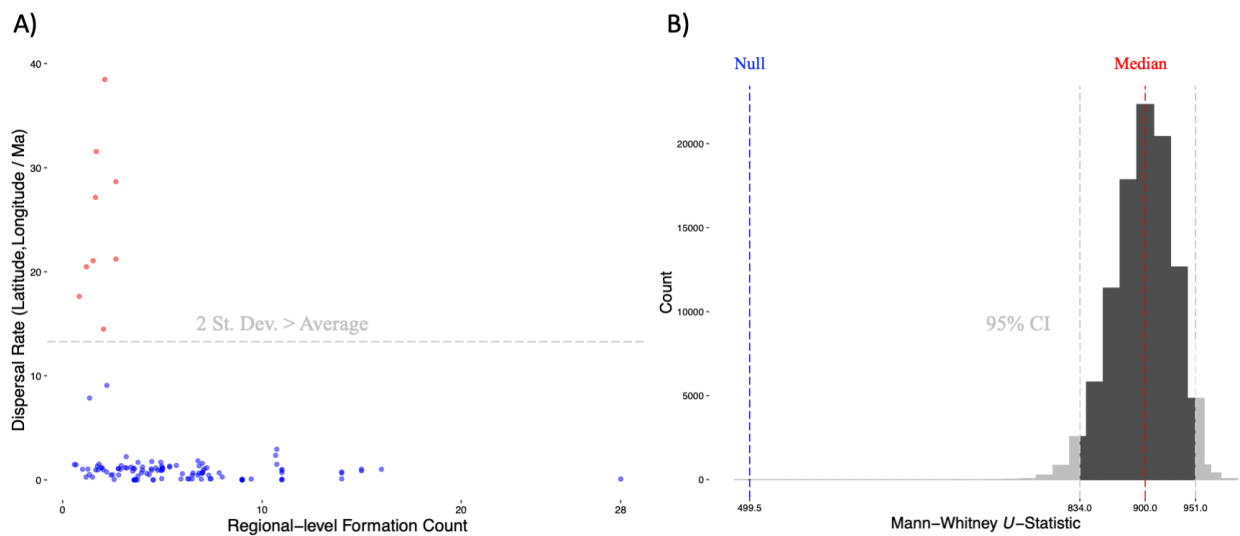 A)
Dispersal Rate (Latitude,Longitude / Ma)
40
30
20
10
0
2 St. Dev. > Average
0
10
20
28
Regional-level Formation Count
B)
Null
Median
Count
20000
15000
10000
5000
0
95% CI
499.5
834.0
900.0
951.0
Mann-Whitney U-Statistic